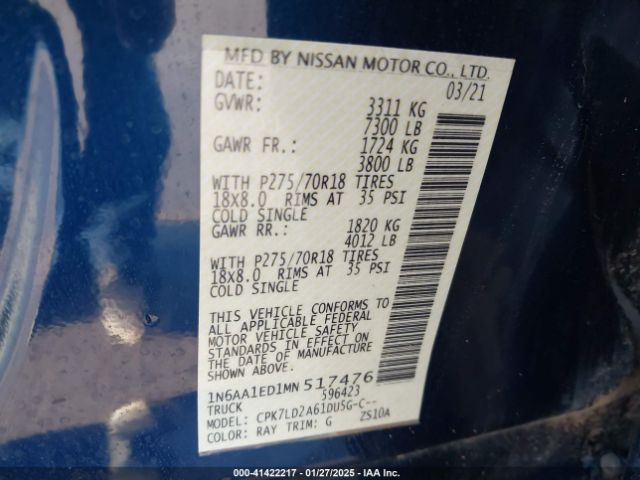 MFD BY NISSAN MOTOR CO., LTD.
DATE: 03/21
GVWR: 3311 KG
7300 LB
GAWR FR.: 1724 KG
3800 LB
WITH P275/70R18 TIRES
18X8.0 RIMS AT 35 PSI
COLD SINGLE
GAWR RR.: 1820 KG
4012 LB
WITH P275/70R18 TIRES
18X8.0 RIMS AT 35 PSI
COLD SINGLE
THIS VEHICLE CONFORMS TO
ALL APPLICABLE FEDERAL
MOTOR VEHICLE SAFETY
STANDARDS IN EFFECT ON
THE DATE OF MANUFACTURE
1N6AA1ED1MN517476
TRUCK 596423
MODEL: CPK7LD2A61DU5G-C--
COLOR: RAY TRIM: G ZS10A
000-41422217 - 01/27/2025 - IAA Inc.